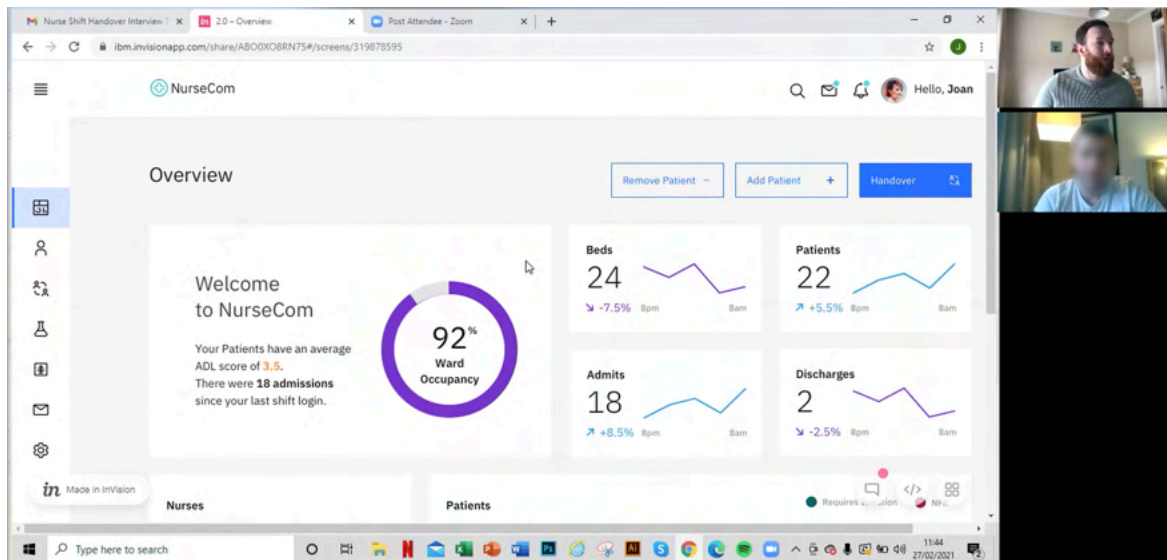 Nurse Shift Handover Interview
2.0 – Overview
Post Attendee - Zoom
ibm.invisionapp.com/share/ABO0XO8RN75#/screens/319878595
J
NurseCom
Hello, Joan
Overview
Remove Patient −
Add Patient +
Handover
Welcome
to NurseCom
Your Patients have an average
ADL score of 3.5.
There were 18 admissions
since your last shift login.
92%
Ward
Occupancy
Beds
24
-7.5% 8pm 8am
Patients
22
+5.5% 8pm 8am
Admits
18
+8.5% 8pm 8am
Discharges
2
-2.5% 8pm 8am
in Made in InVision
Nurses
Patients
Requires
Type here to search
11:44
27/02/2021